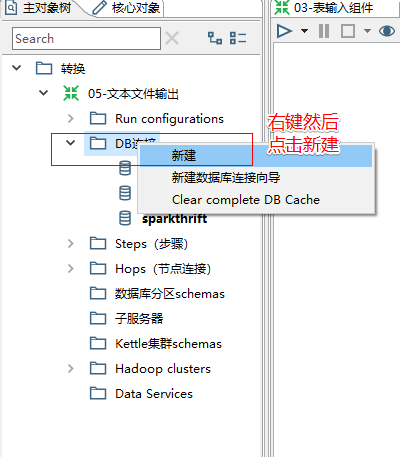 主对象树
核心对象
03-表输入组件
Search
转换
05-文本文件输出
Run configurations
右键然后
点击新建
DB连接
新建
新建数据库连接向导
Clear complete DB Cache
sparkthrift
Steps（步骤）
Hops（节点连接）
数据库分区schemas
子服务器
Kettle集群schemas
Hadoop clusters
Data Services